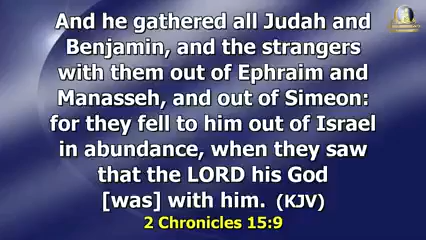 And he gathered all Judah and
Benjamin, and the strangers
with them out of Ephraim and
Manasseh, and out of Simeon:
for they fell to him out of Israel
in abundance, when they saw
that the LORD his God
[was] with him. (KJV)
2 Chronicles 15:9